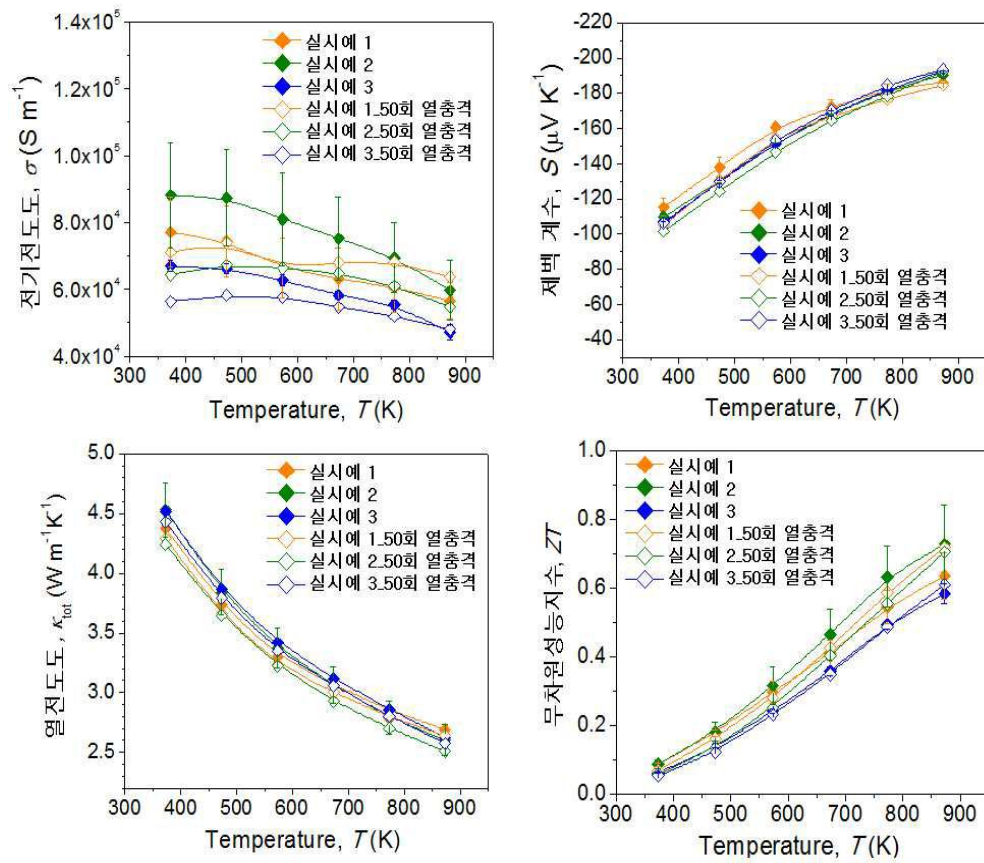 전기전도도, σ (S m⁻¹)
1.4x10⁵
1.2x10⁵
1.0x10⁵
8.0x10⁴
6.0x10⁴
4.0x10⁴
실시예 1
실시예 2
실시예 3
실시예 1_50회 열충격
실시예 2_50회 열충격
실시예 3_50회 열충격
300 400 500 600 700 800 900
Temperature, T (K)
제백 계수, S (μV K⁻¹)
-200
-180
-160
-140
-120
-100
-80
-60
-40
실시예 1
실시예 2
실시예 3
실시예 1_50회 열충격
실시예 2_50회 열충격
실시예 3_50회 열충격
300 400 500 600 700 800 900
Temperature, T (K)
열전도도, κtot (W m⁻¹K⁻¹)
5.0
4.5
4.0
3.5
3.0
2.5
실시예 1
실시예 2
실시예 3
실시예 1_50회 열충격
실시예 2_50회 열충격
실시예 3_50회 열충격
300 400 500 600 700 800 900
Temperature, T (K)
무차원성능지수, ZT
1.0
0.8
0.6
0.4
0.2
0.0
실시예 1
실시예 2
실시예 3
실시예 1_50회 열충격
실시예 2_50회 열충격
실시예 3_50회 열충격
300 400 500 600 700 800 900
Temperature, T (K)